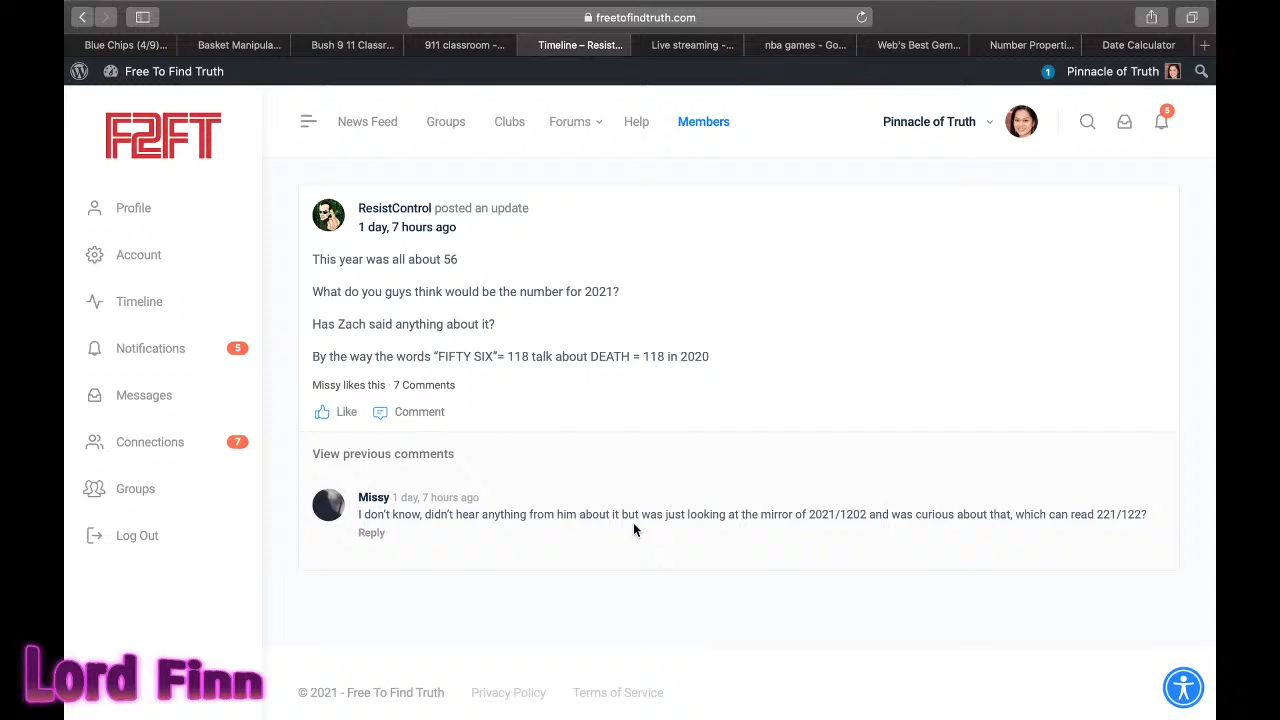 freetofindtruth.com
Blue Chips (4/9)...
Basket Manipula...
Bush 9 11 Classr...
911 classroom -...
Timeline – Resist...
Live streaming -...
nba games - Go...
Web's Best Gem...
Number Properti...
Date Calculator
Free To Find Truth
1
Pinnacle of Truth
F2FT
News Feed
Groups
Clubs
Forums
Help
Members
Pinnacle of Truth
5
Profile
Account
Timeline
Notifications
5
Messages
Connections
7
Groups
Log Out
ResistControl posted an update
1 day, 7 hours ago
This year was all about 56
What do you guys think would be the number for 2021?
Has Zach said anything about it?
By the way the words “FIFTY SIX”= 118 talk about DEATH = 118 in 2020
Missy likes this · 7 Comments
Like
Comment
View previous comments
Missy 1 day, 7 hours ago
I don’t know, didn’t hear anything from him about it but was just looking at the mirror of 2021/1202 and was curious about that, which can read 221/122?
Reply
Lord Finn
© 2021 - Free To Find Truth
Privacy Policy
Terms of Service